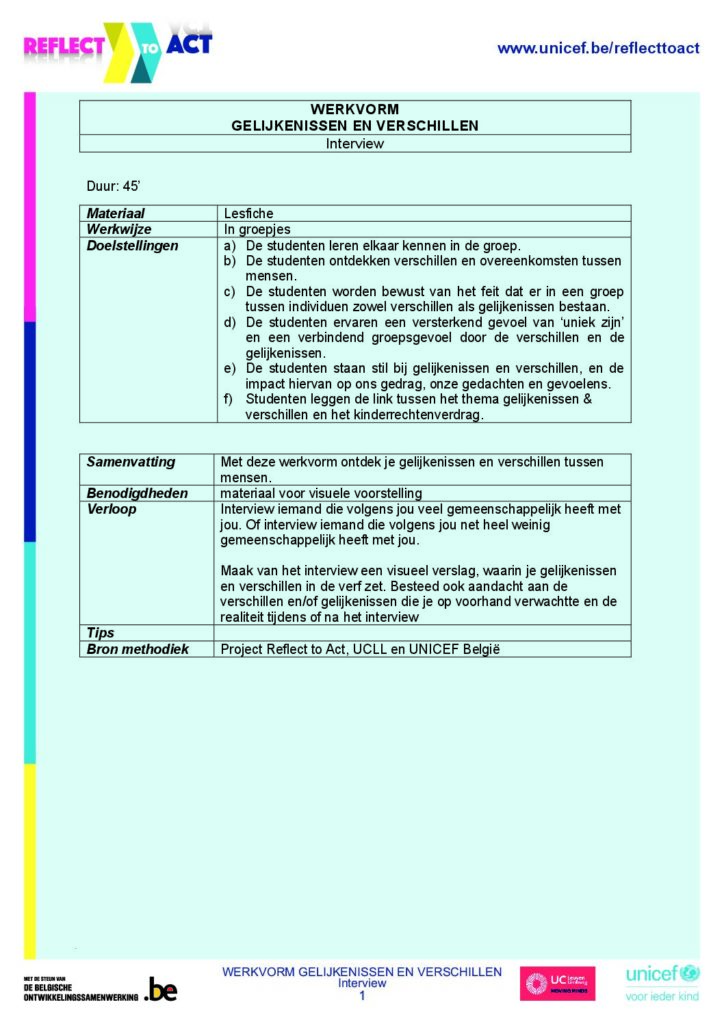 REFLECT TO ACT
www.unicef.be/reflecttoact
WERKVORM
GELIJKENISSEN EN VERSCHILLEN
Interview
Duur: 45’
Materiaal Lesfiche
Werkwijze In groepjes
Doelstellingen a) De studenten leren elkaar kennen in de groep.
b) De studenten ontdekken verschillen en overeenkomsten tussen
mensen.
c) De studenten worden bewust van het feit dat er in een groep
tussen individuen zowel verschillen als gelijkenissen bestaan.
d) De studenten ervaren een versterkend gevoel van ‘uniek zijn’
en een verbindend groepsgevoel door de verschillen en de
gelijkenissen.
e) De studenten staan stil bij gelijkenissen en verschillen, en de
impact hiervan op ons gedrag, onze gedachten en gevoelens.
f) Studenten leggen de link tussen het thema gelijkenissen &
verschillen en het kinderrechtenverdrag.
Samenvatting Met deze werkvorm ontdek je gelijkenissen en verschillen tussen
mensen.
Benodigdheden materiaal voor visuele voorstelling
Verloop Interview iemand die volgens jou veel gemeenschappelijk heeft met
jou. Of interview iemand die volgens jou net heel weinig
gemeenschappelijk heeft met jou.
Maak van het interview een visueel verslag, waarin je gelijkenissen
en verschillen in de verf zet. Besteed ook aandacht aan de
verschillen en/of gelijkenissen die je op voorhand verwachtte en de
realiteit tijdens of na het interview
Tips
Bron methodiek Project Reflect to Act, UCLL en UNICEF België
MET DE STEUN VAN
DE BELGISCHE
ONTWIKKELINGSSAMENWERKING .be
WERKVORM GELIJKENISSEN EN VERSCHILLEN
Interview
1
UC Leuven
Limburg
MOVING MINDS
unicef
voor ieder kind